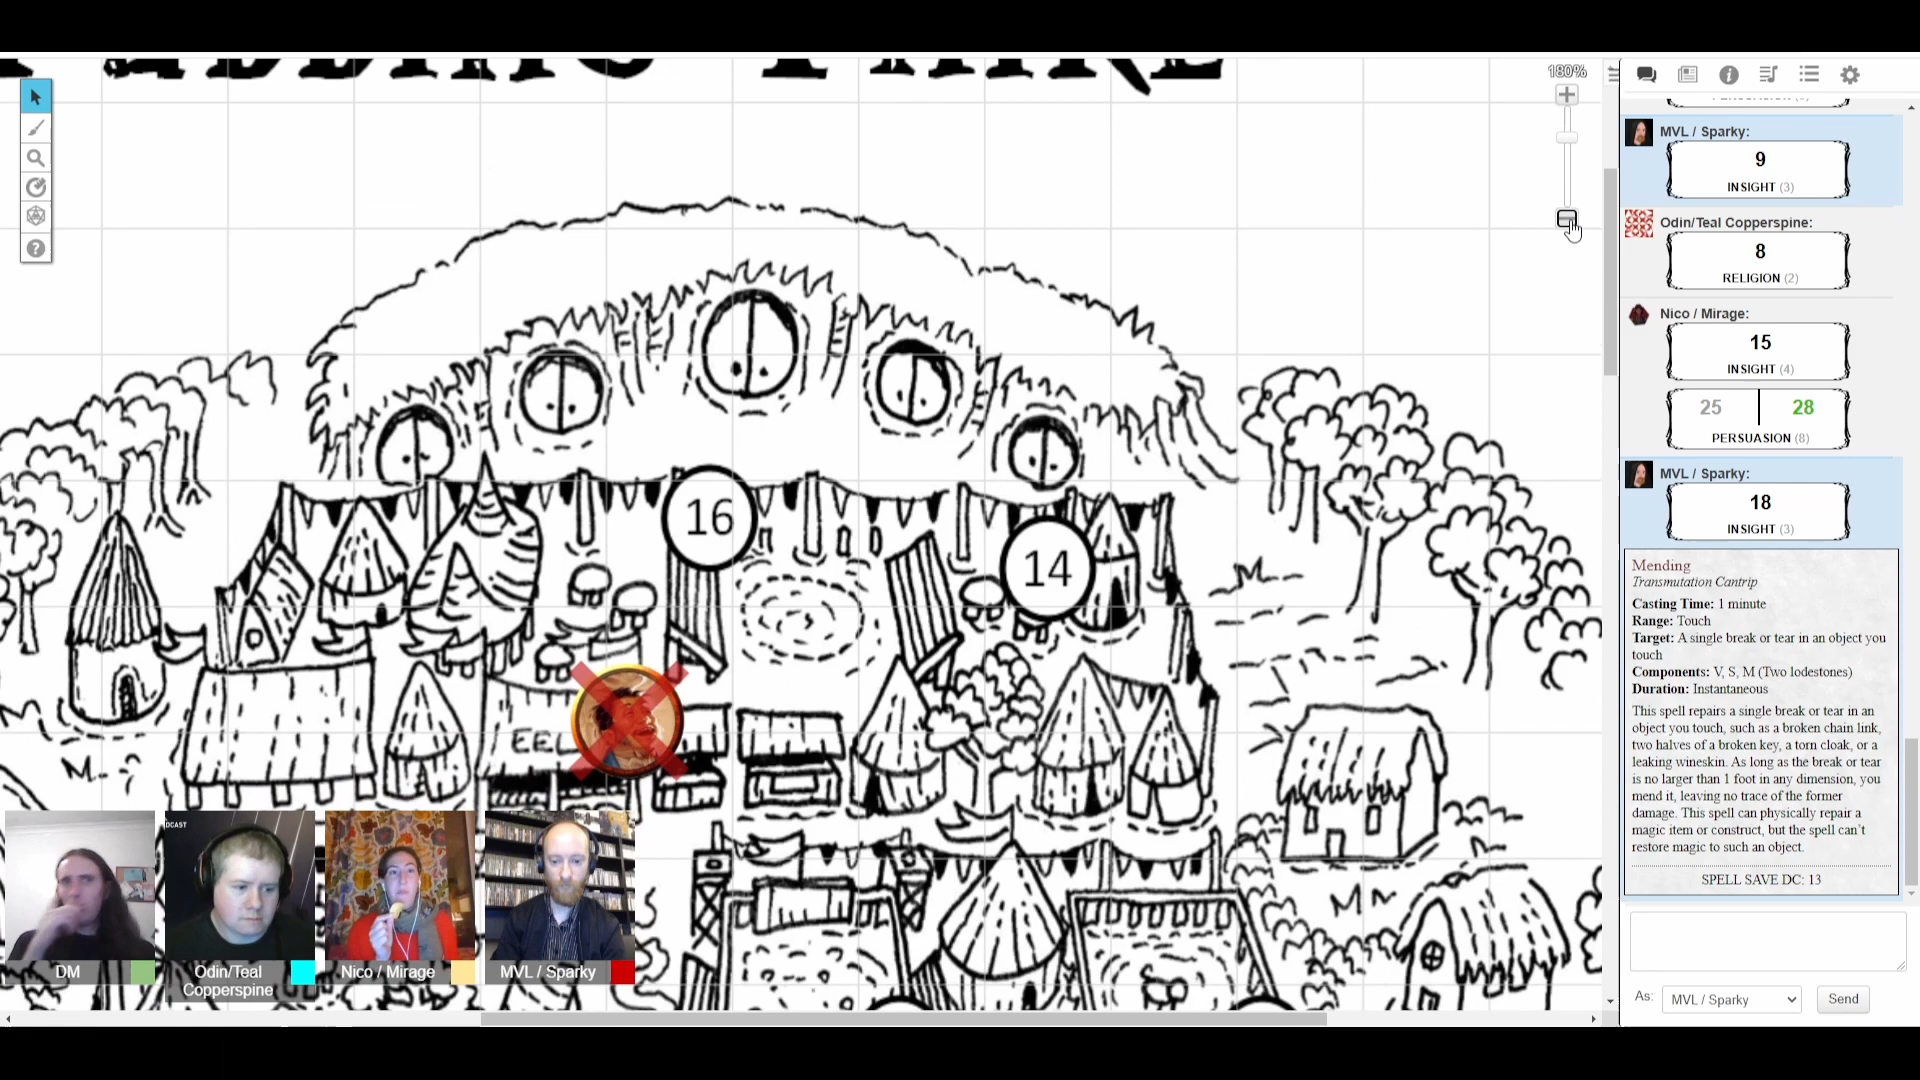 180%
16
14
EEL
DCAST
DM
Odin/Teal
Copperspine
Nico / Mirage
MVL / Sparky
MVL / Sparky:
9
INSIGHT (3)
Odin/Teal Copperspine:
8
RELIGION (2)
Nico / Mirage:
15
INSIGHT (4)
25 28
PERSUASION (8)
MVL / Sparky:
18
INSIGHT (3)
Mending
Transmutation Cantrip
Casting Time: 1 minute
Range: Touch
Target: A single break or tear in an object you
touch
Components: V, S, M (Two lodestones)
Duration: Instantaneous
This spell repairs a single break or tear in an
object you touch, such as a broken chain link,
two halves of a broken key, a torn cloak, or a
leaking wineskin. As long as the break or tear
is no larger than 1 foot in any dimension, you
mend it, leaving no trace of the former
damage. This spell can physically repair a
magic item or construct, but the spell can't
restore magic to such an object.
SPELL SAVE DC: 13
As: MVL / Sparky Send